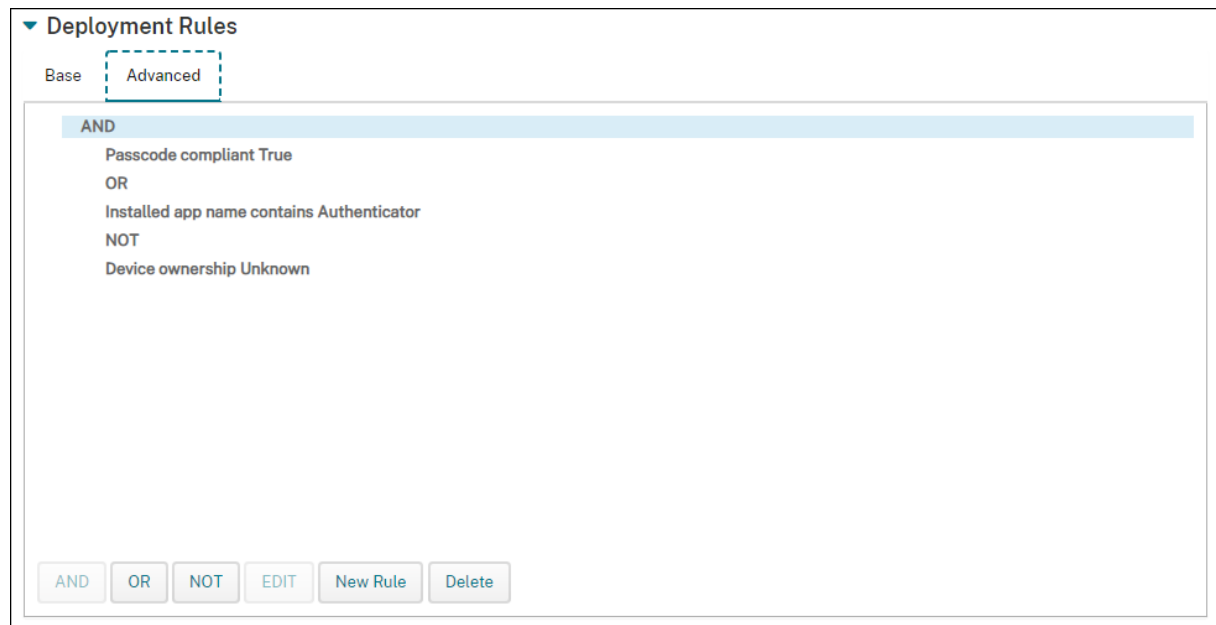 Deployment Rules
Base Advanced
AND
Passcode compliant True
OR
Installed app name contains Authenticator
NOT
Device ownership Unknown
AND OR NOT EDIT New Rule Delete